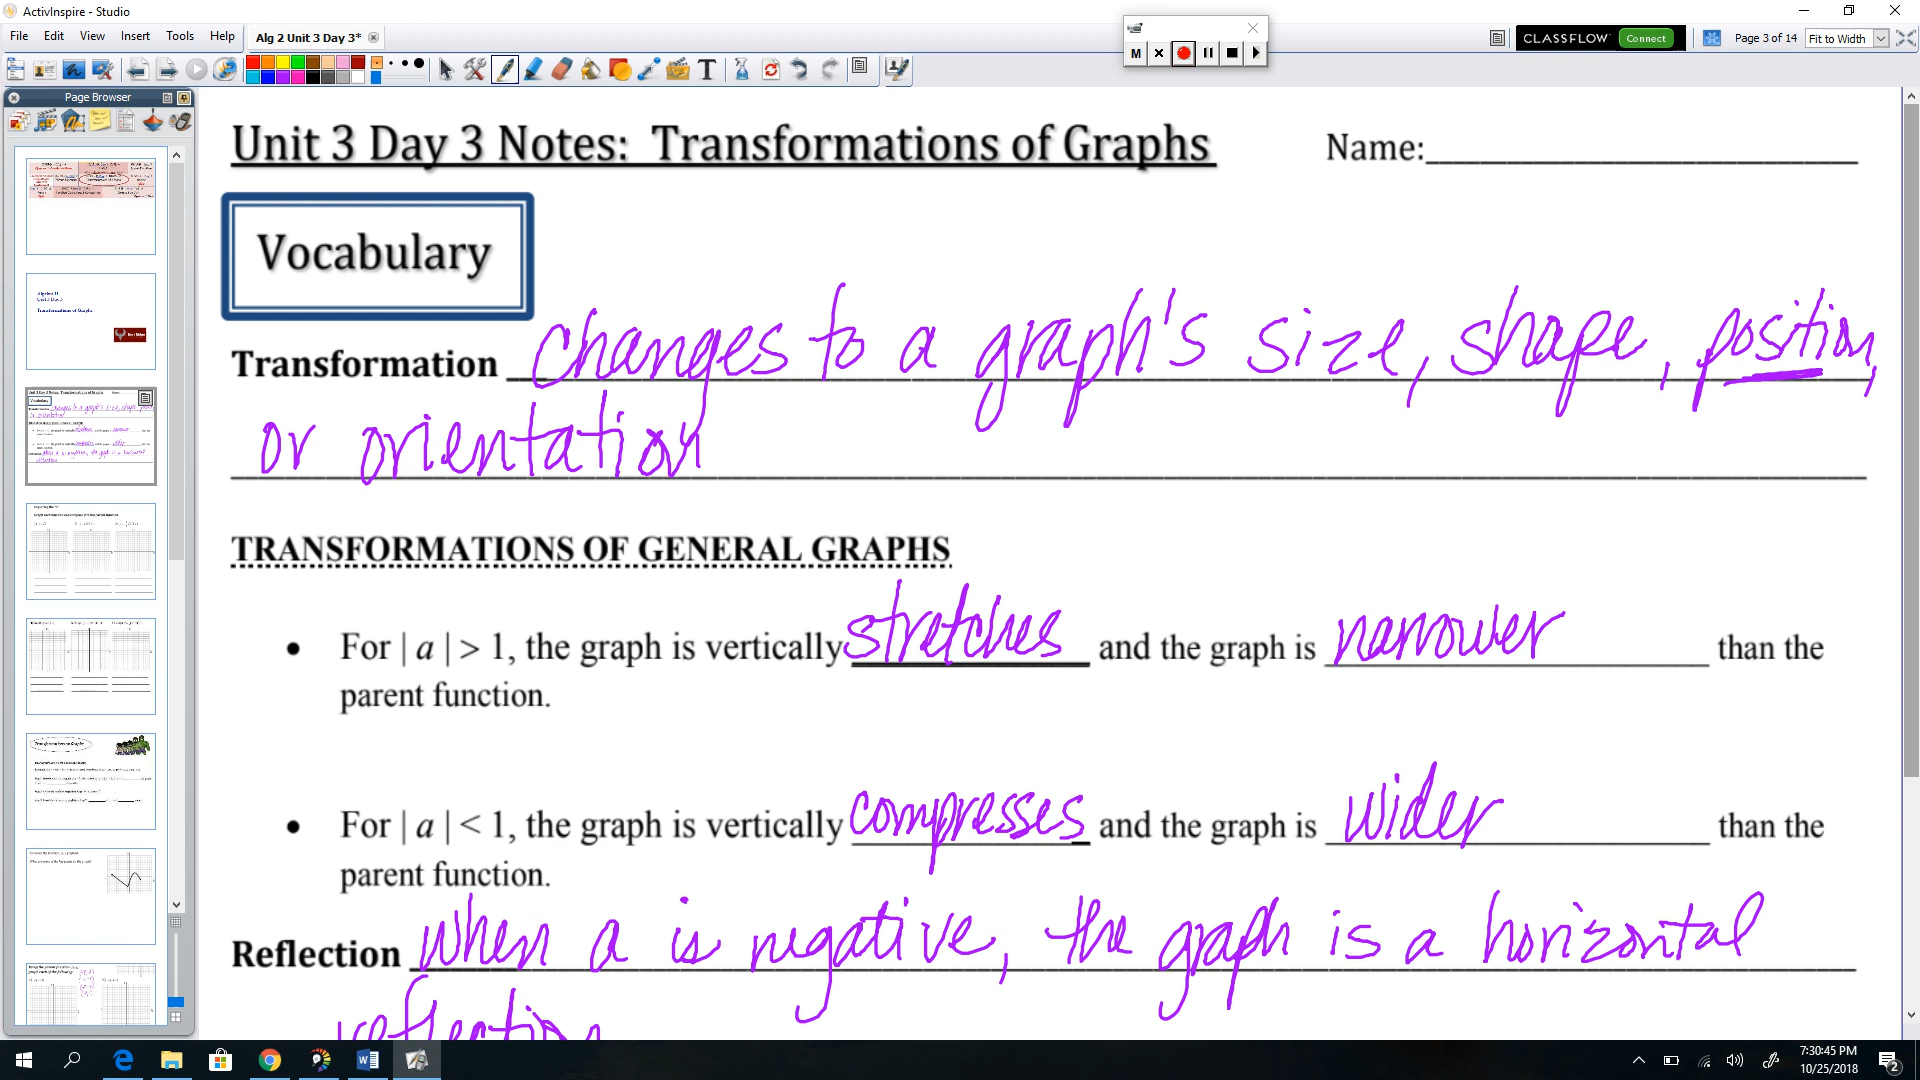 ActivInspire - Studio
File Edit View Insert Tools Help
Alg 2 Unit 3 Day 3*
M
CLASSFLOW Connect
Page 3 of 14 Fit to Width
Page Browser
Unit 3 Day 3 Notes: Transformations of Graphs Name:
Vocabulary
Transformation changes to a graph's size, shape, position,
or orientation
TRANSFORMATIONS OF GENERAL GRAPHS
• For | a | > 1, the graph is vertically stretches and the graph is narrower than the
parent function.
• For | a | < 1, the graph is vertically compresses and the graph is wider than the
parent function.
Reflection when a is negative, the graph is a horizontal
reflection
7:30:45 PM
10/25/2018
2